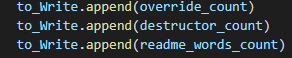 to_Write.append(override_count)
to_Write.append(destructor_count)
to_Write.append(readme_words_count)